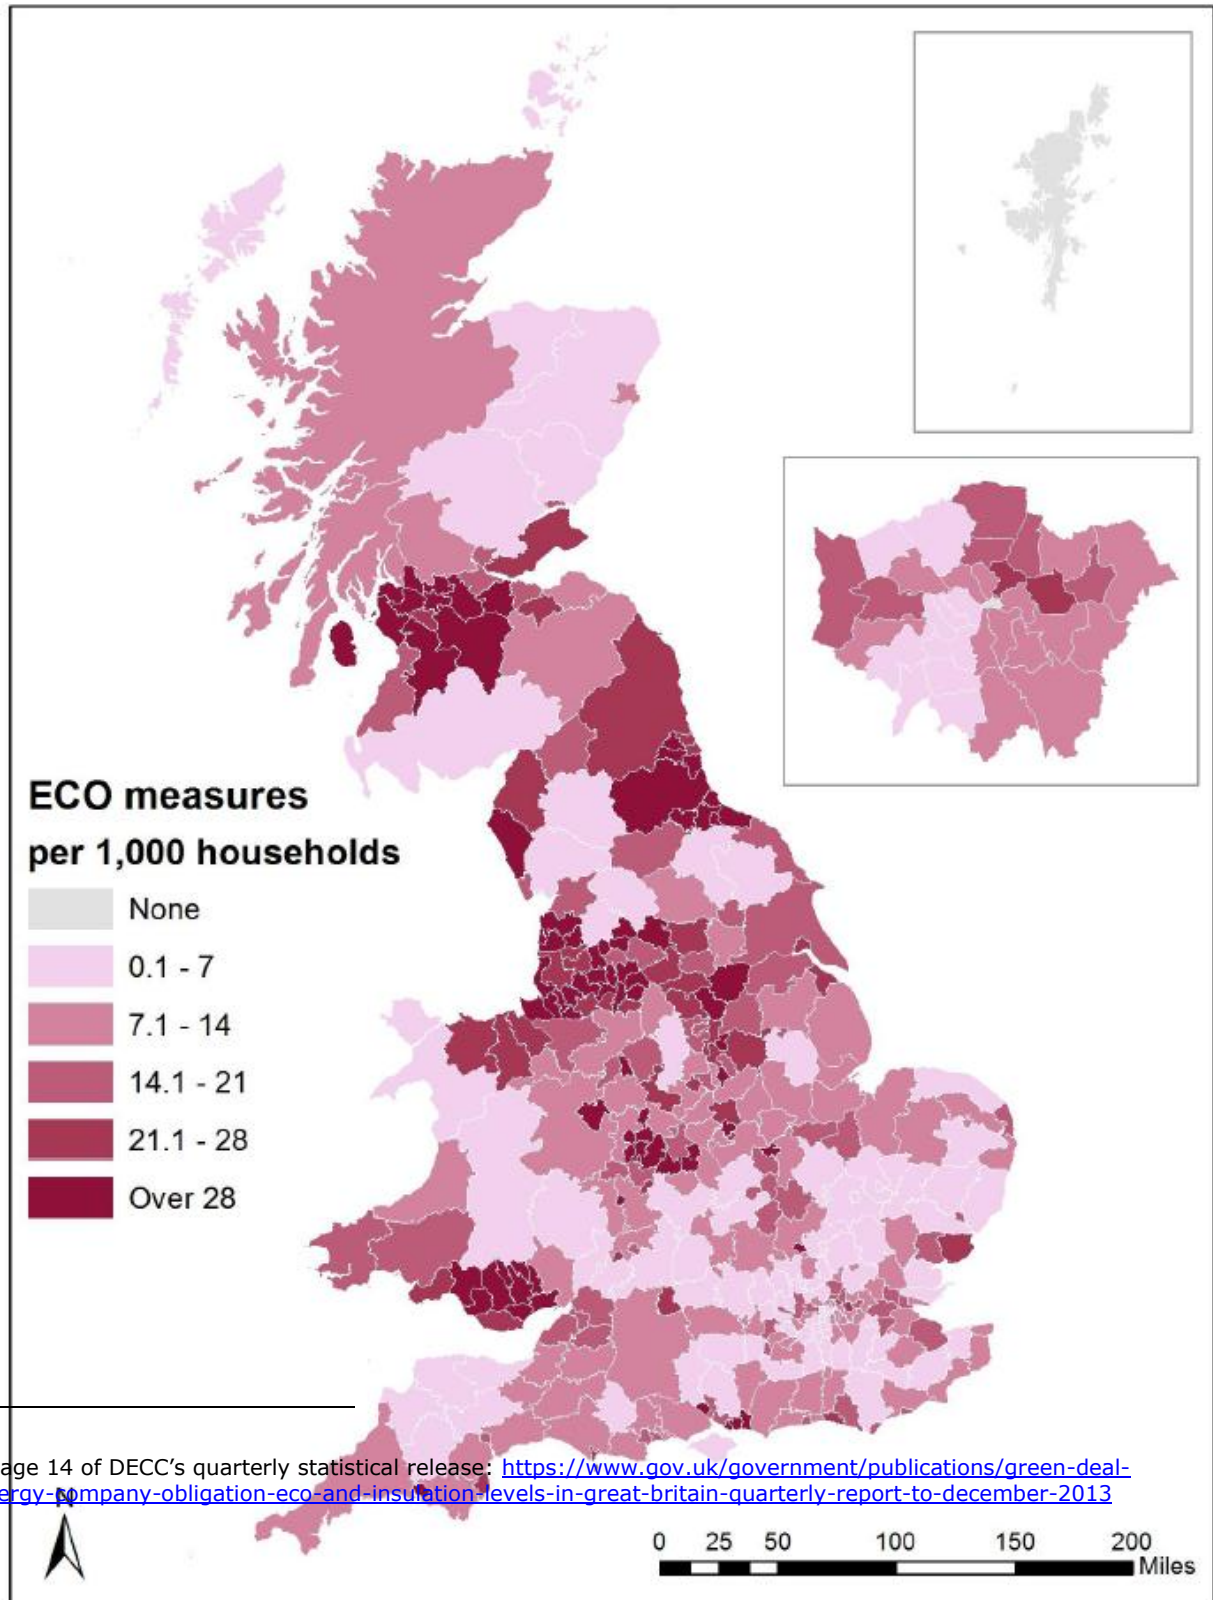 ECO measures
per 1,000 households
None
0.1 - 7
7.1 - 14
14.1 - 21
21.1 - 28
Over 28
age 14 of DECC's quarterly statistical release: https://www.gov.uk/government/publications/green-deal-
ergy-company-obligation-eco-and-insulation-levels-in-great-britain-quarterly-report-to-december-2013
N
0 25 50 100 150 200
Miles